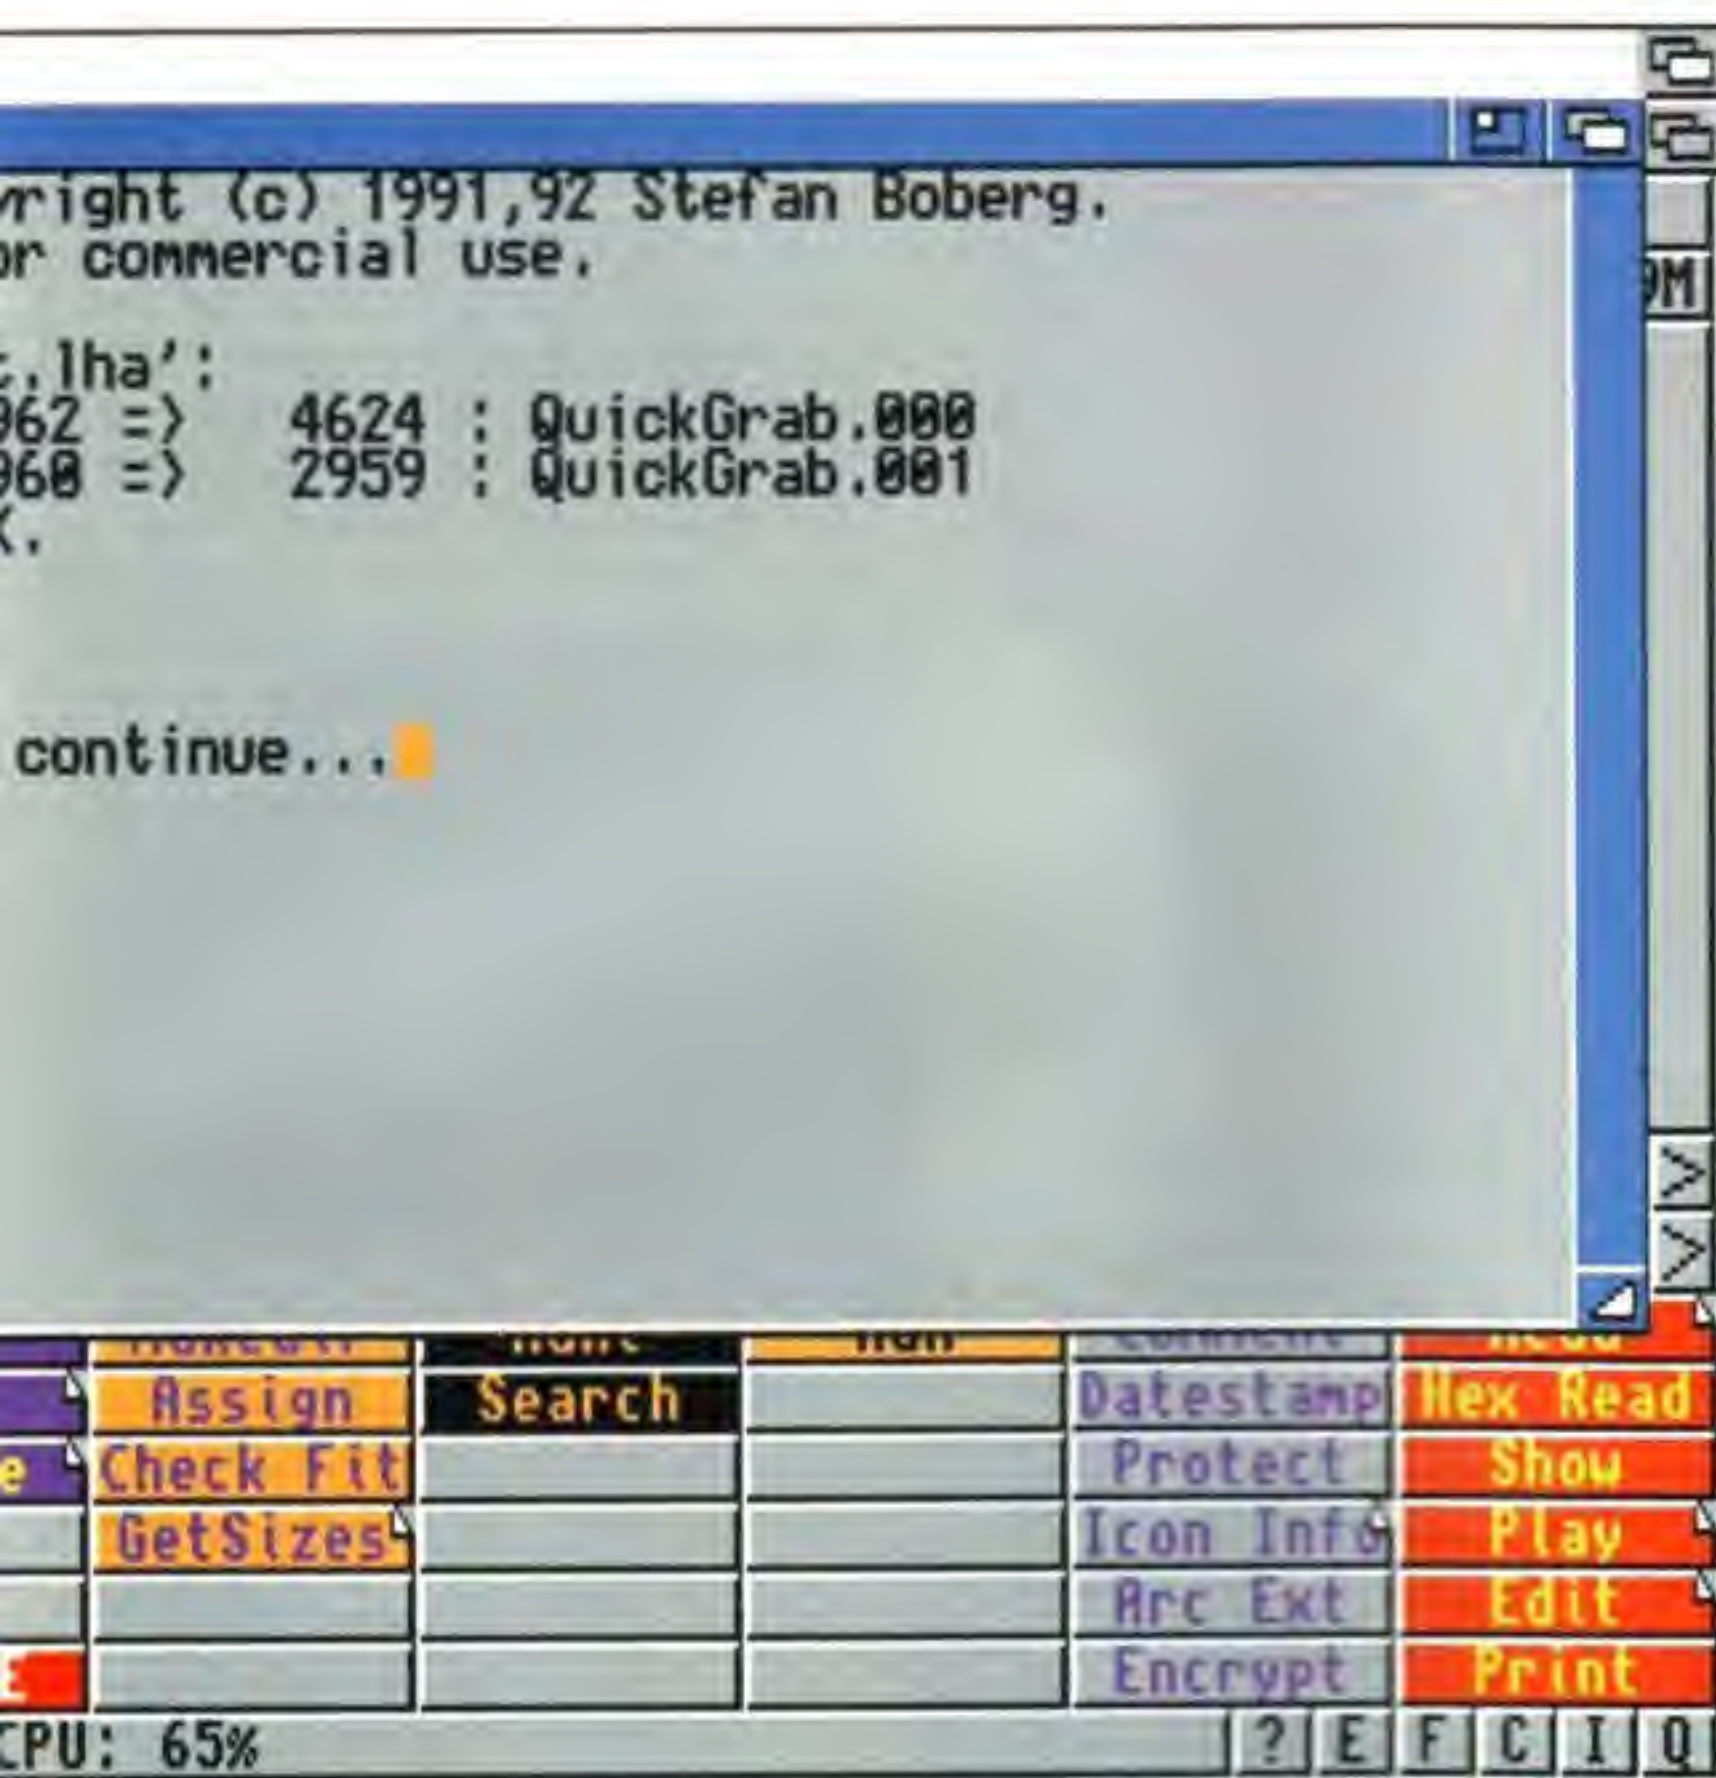 right (c) 1991,92 Stefan Boberg.
or commercial use.
9M
t.lha':
962 => 4624 : QuickGrab.000
960 => 2959 : QuickGrab.001
K.
continue...
>
>
Assign Search Datestamp Hex Read
e Check Fit Protect Show
GetSizes Icon Info Play
Arc Ext Edit
E Encrypt Print
CPU: 65% ? E F C I Q